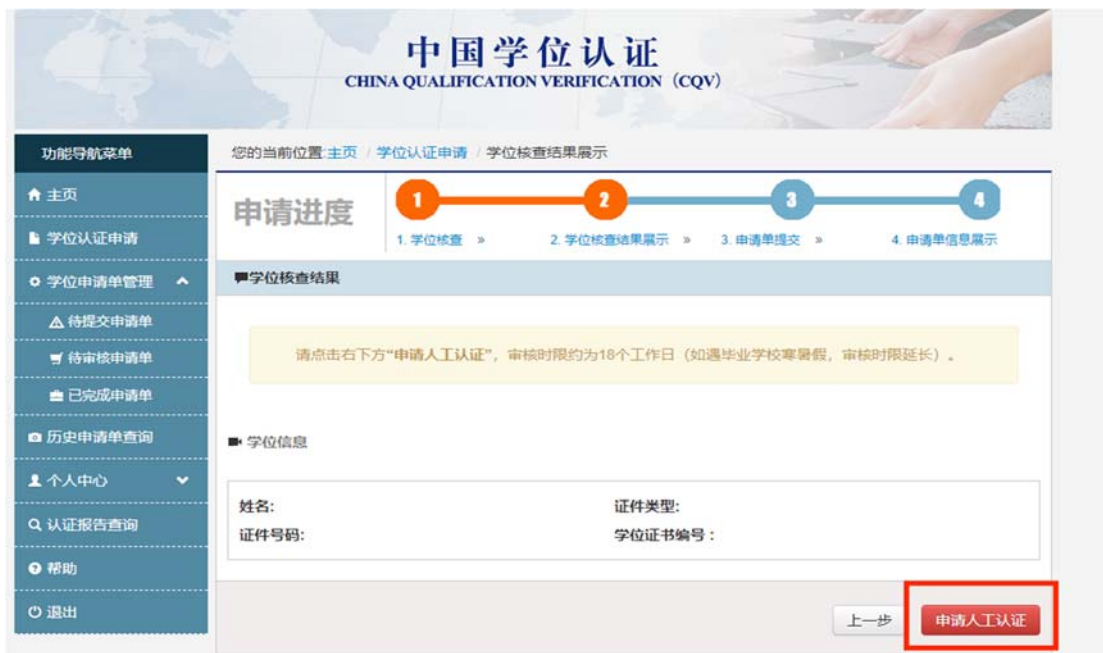 中国学位认证
CHINA QUALIFICATION VERIFICATION（CQV）
功能导航菜单
主页
学位认证申请
学位申请单管理
待提交申请单
待审核申请单
已完成申请单
历史申请单查询
个人中心
认证报告查询
帮助
退出
您的当前位置:主页 / 学位认证申请 / 学位核查结果展示
申请进度
1 2 3 4
1. 学位核查 » 2. 学位核查结果展示 » 3. 申请单提交 » 4. 申请单信息展示
学位核查结果
请点击右下方“申请人工认证”，审核时限约为18个工作日（如遇毕业学校寒暑假，审核时限延长）.
学位信息
姓名: 证件类型:
证件号码: 学位证书编号：
上一步 申请人工认证